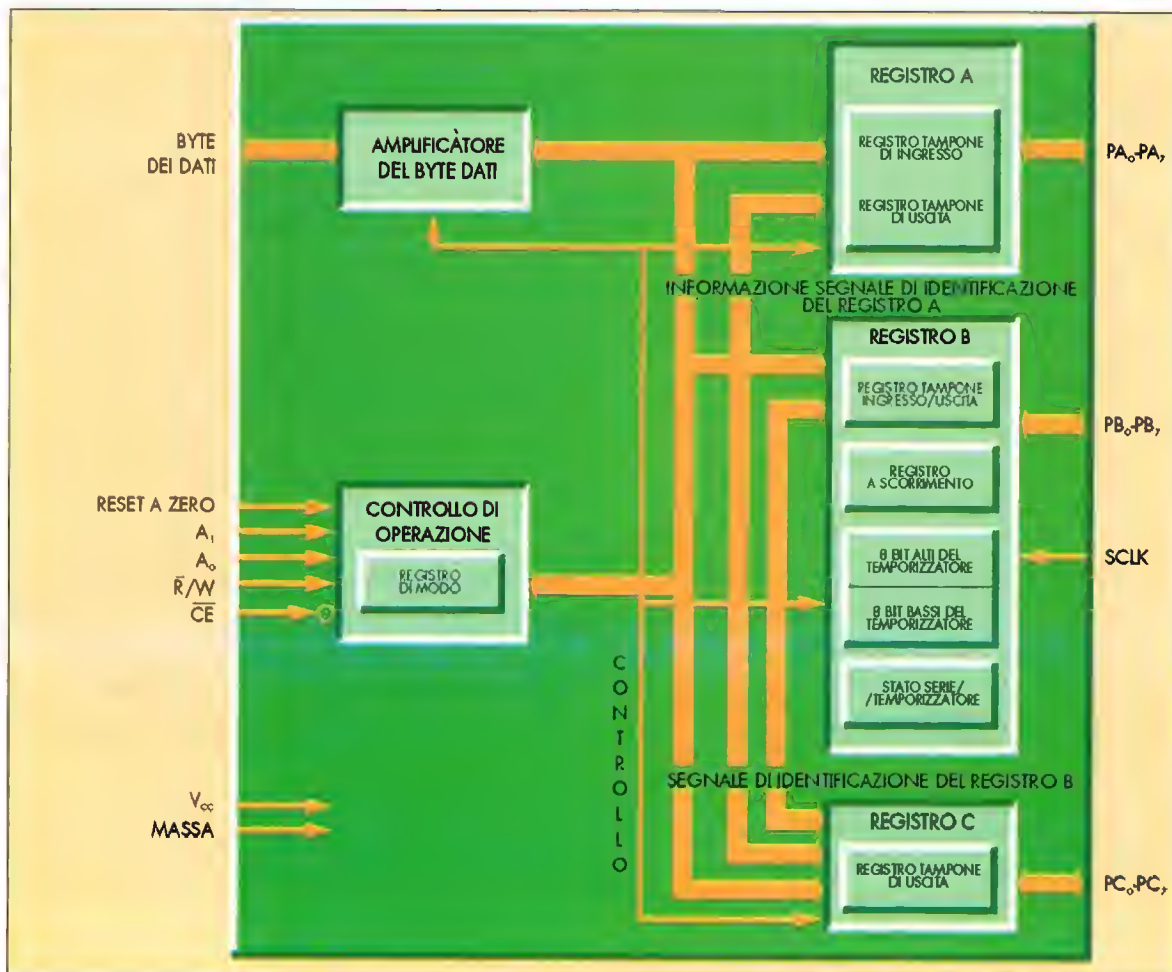 BYTE
DEI DATI
AMPLIFICÀTORE
DEL BYTE DATI
REGISTRO A
REGISTRO TAMPONE
DI INGRESSO
REGISTRO TAMPONE
DI USCITA
PA₀-PA₇
INFORMAZIONE SEGNALE DI IDENTIFICAZIONE
DEL REGISTRO A
REGISTRO B
REGISTRO TAMPONE
INGRESSO/USCITA
PB₀-PB₇
REGISTRO
A SCORRIMENTO
8 BIT ALTI DEL
TEMPORIZZATORE
SCLK
8 BIT BASSI DEL
TEMPORIZZATORE
STATO SERIE/
/TEMPORIZZATORE
RESET A ZERO
A₁
A₀
R̅/W
C̅E̅
CONTROLLO DI
OPERAZIONE
REGISTRO
DI MODO
CONTROLLO
V꜀꜀
MASSA
SEGNALE DI IDENTIFICAZIONE DEL REGISTRO B
REGISTRO C
REGISTRO TAMPONE
DI USCITA
PC₀-PC₇